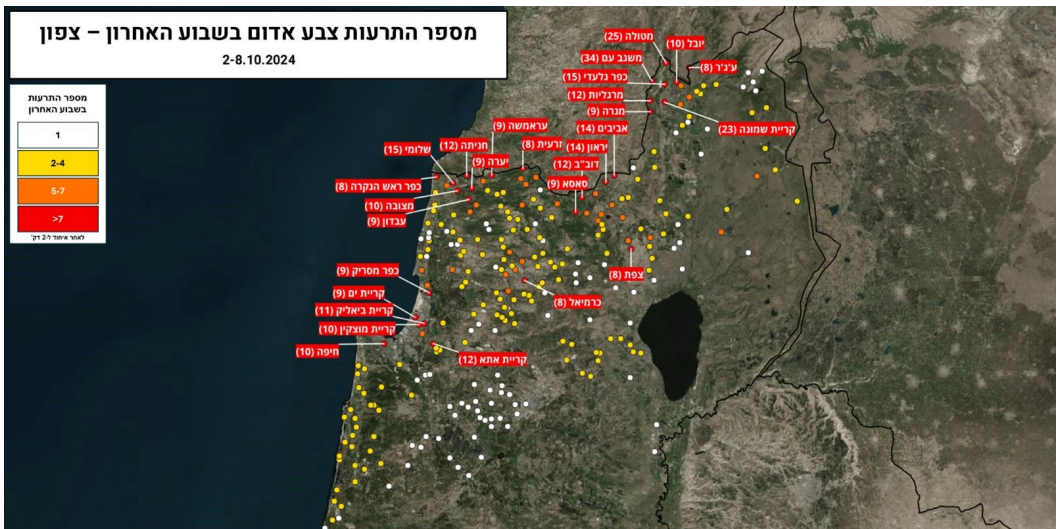 מספר התרעות צבע אדום בשבוע האחרון – צפון
2-8.10.2024
מספר התרעות
בשבוע האחרון
1
2-4
5-7
>7
לאחר איחוד ל-2 דק'
מטולה (25)
יובל (10)
משגב עם (34)
ע'ג'ר (8)
כפר גלעדי (15)
מרגליות (12)
מנרה (9)
קריית שמונה (23)
אביבים (14)
יראון (14)
דוב"ב (12)
סאסא (9)
זרעית (8)
עראמשה (9)
חניתה (12)
יערה (9)
שלומי (15)
כפר ראש הנקרה (8)
מצובה (10)
עבדון (9)
צפת (8)
כפר מסריק (9)
כרמיאל (8)
קריית ים (9)
קריית ביאליק (11)
קריית מוצקין (10)
חיפה (10)
קריית אתא (12)